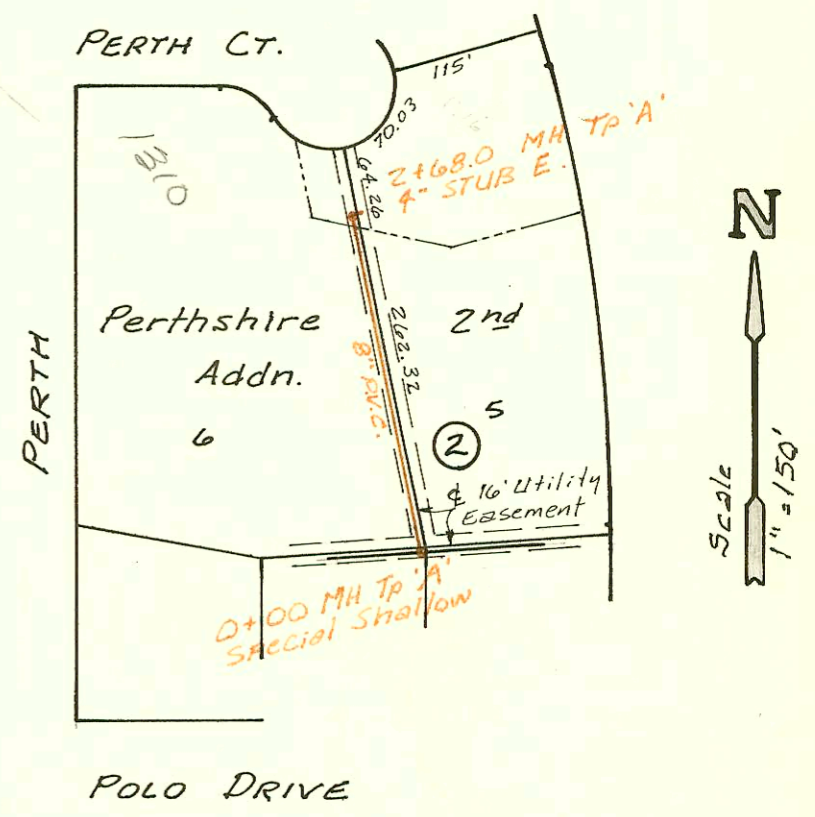 PERTH CT.
115'
70.03
1310
2+68.0 MH Tp 'A'
4" STUB E.
64.26
N
Perthshire
Addn.
2nd
262.32
8" P.V.C.
PERTH
6
5
2
℄ 16' Utility
Easement
Scale
1" = 150'
0+00 MH Tp 'A'
Special Shallow
POLO DRIVE